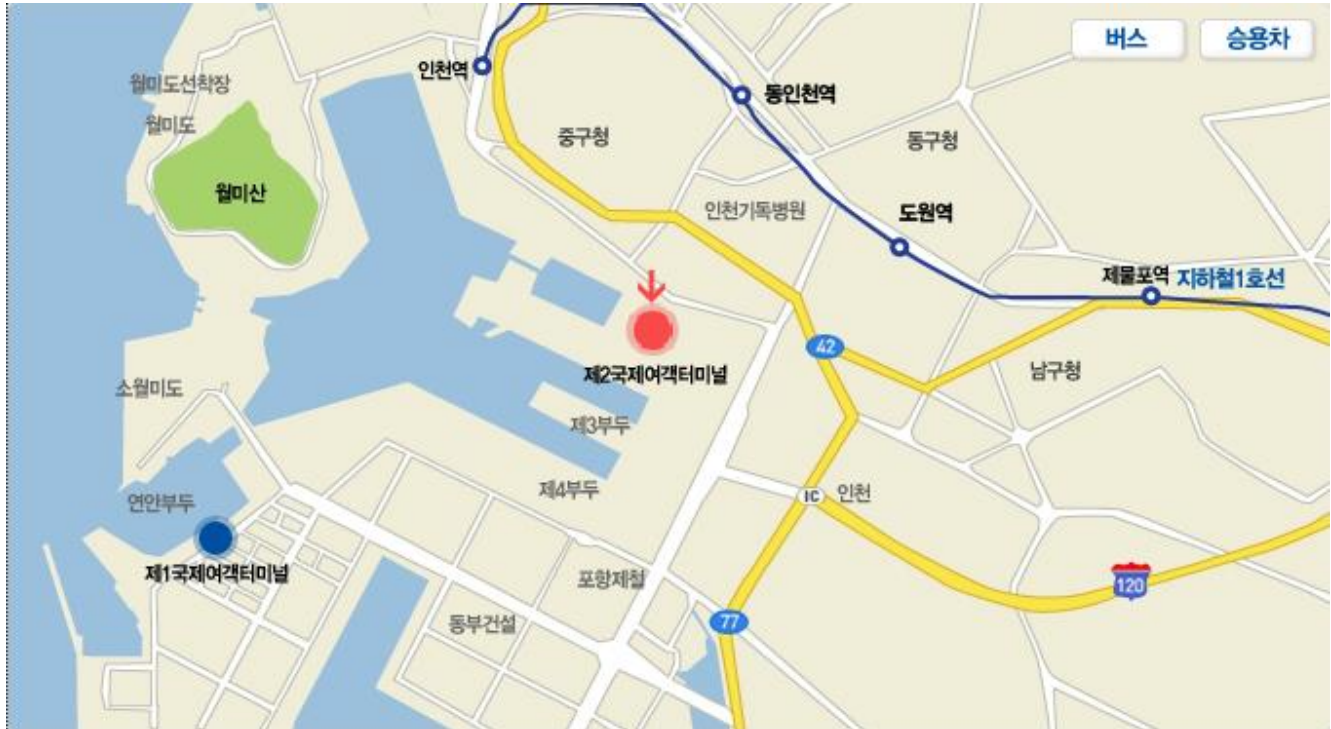 버스
승용차
인천역
월미도선착장
동인천역
월미도
중구청
동구청
월미산
인천기독병원
도원역
제물포역
지하철1호선
42
제2국제여객터미널
남구청
소월미도
제3부두
제4부두
IC
인천
연안부두
제1국제여객터미널
포항제철
120
동부건설
77